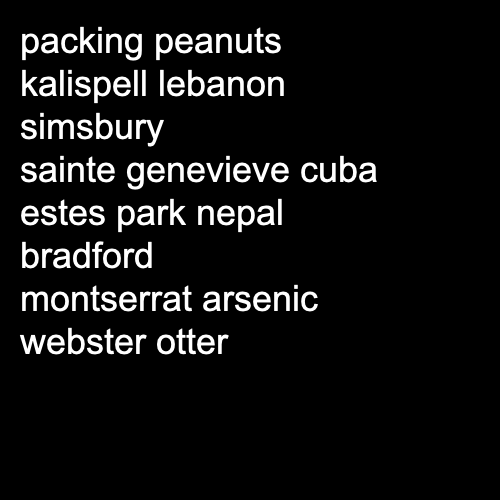 packing peanuts
kalispell lebanon
simsbury
sainte genevieve cuba
estes park nepal
bradford
montserrat arsenic
webster otter